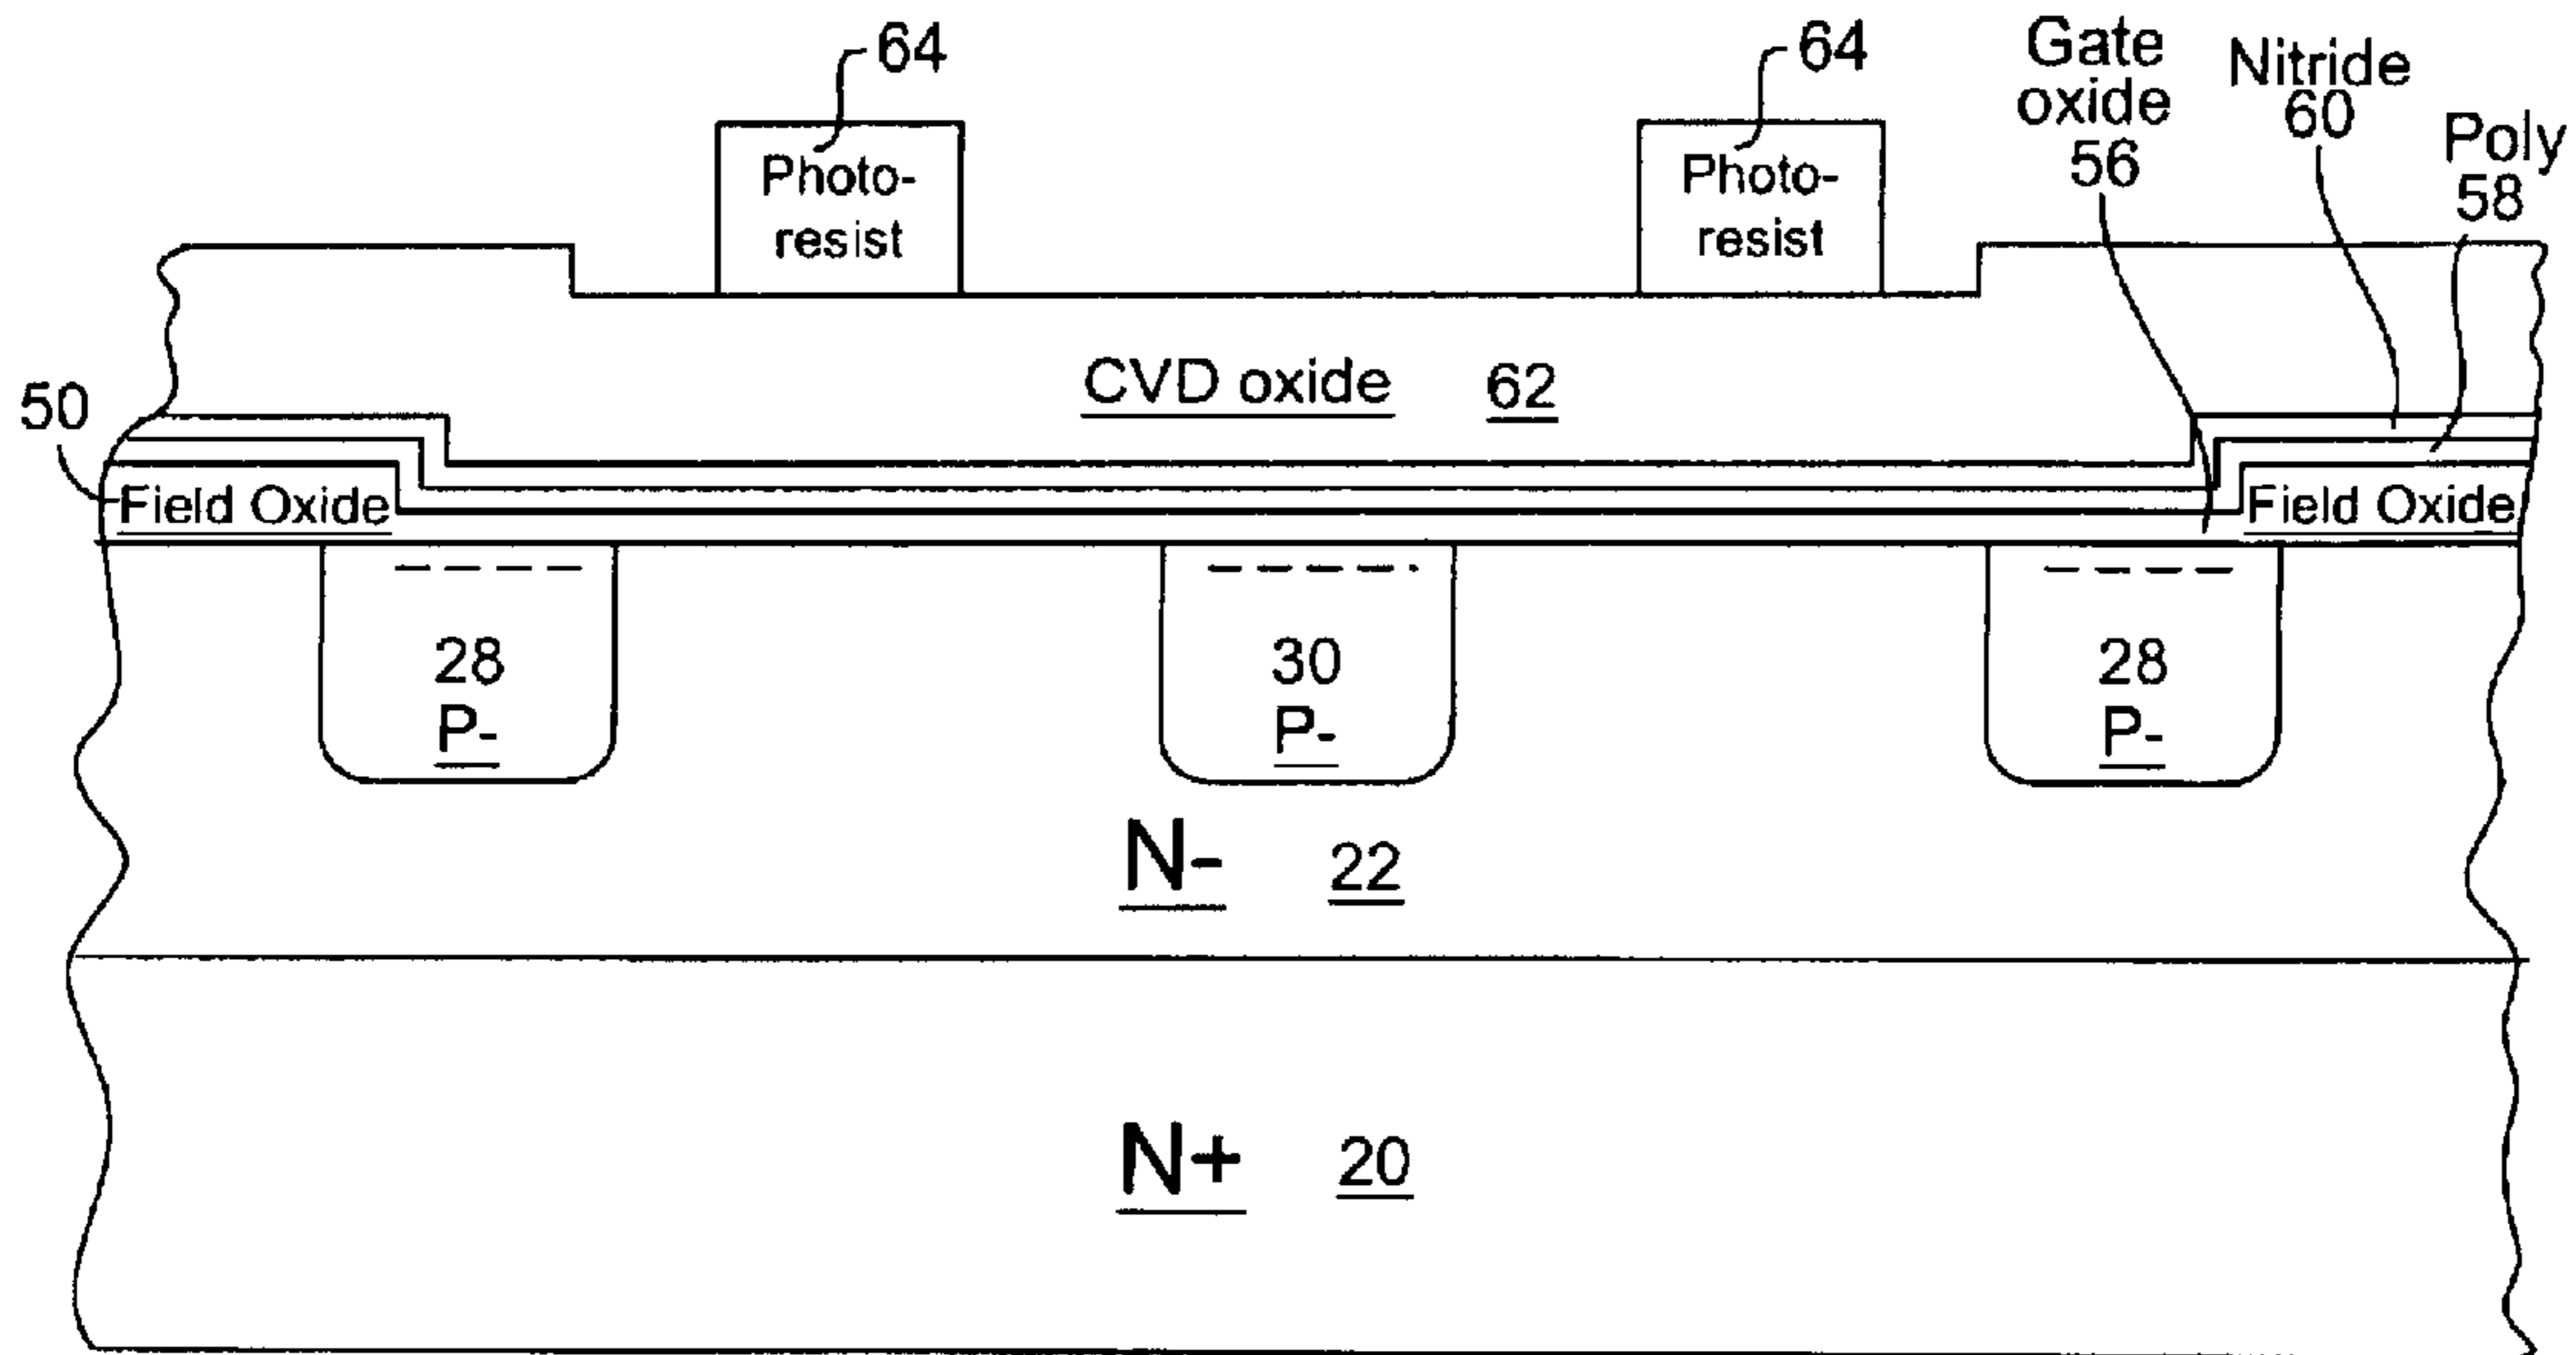 64
64
Gate
oxide
56
Nitride
60
Poly
58
Photo-
resist
Photo-
resist
CVD oxide 62
50
Field Oxide
Field Oxide
28
P-
30
P-
28
P-
N- 22
N+ 20